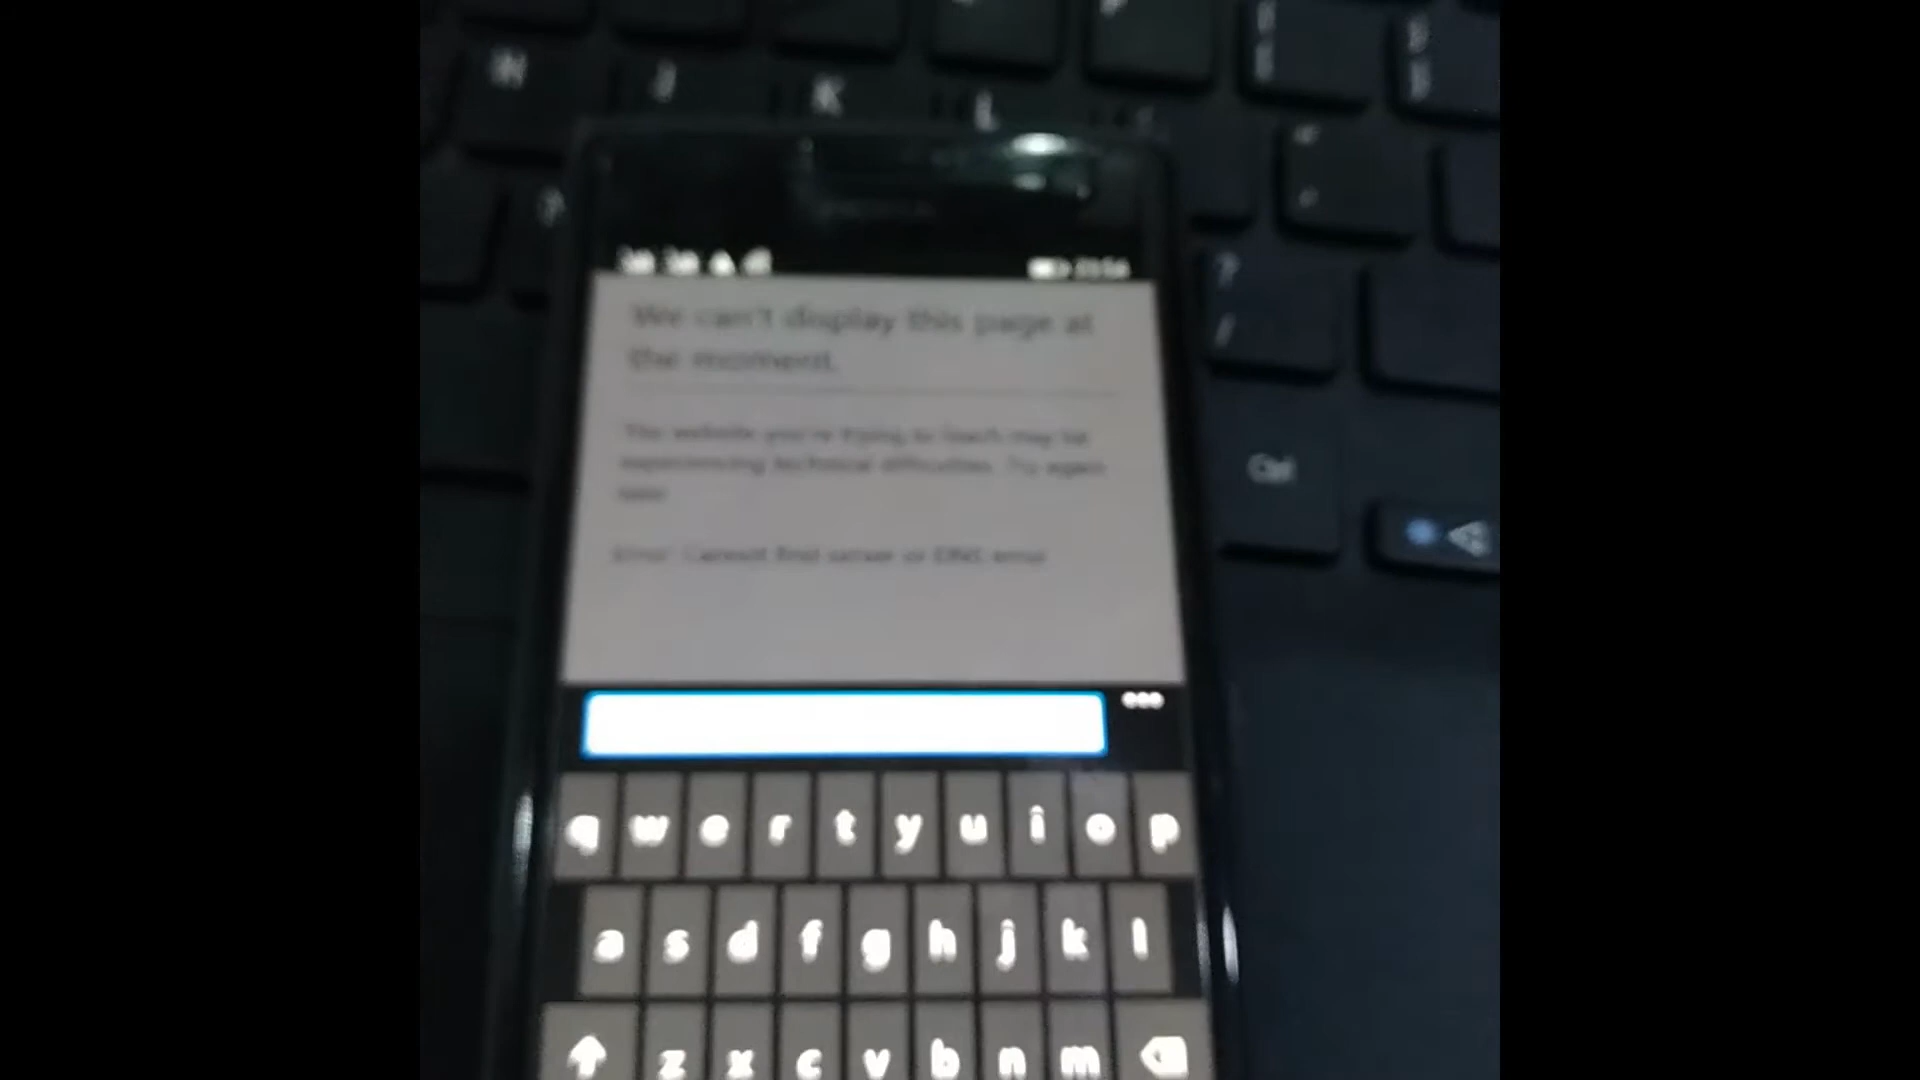 H J K L
We can't display this page at
the moment.
The website you're trying to reach may be
experiencing technical difficulties. Try again
later.
Error: Cannot find server or DNS error
?
/
Ctrl
q w e r t y u i o p
a s d f g h j k l
z x c v b n m